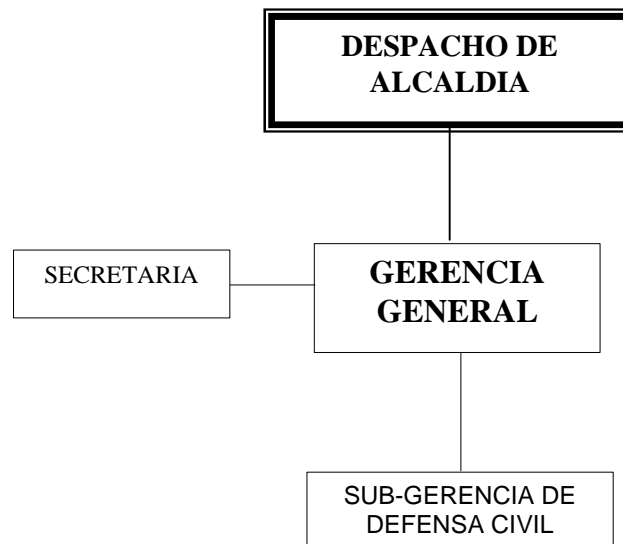 DESPACHO DE
ALCALDIA
SECRETARIA
GERENCIA
GENERAL
SUB-GERENCIA DE
DEFENSA CIVIL